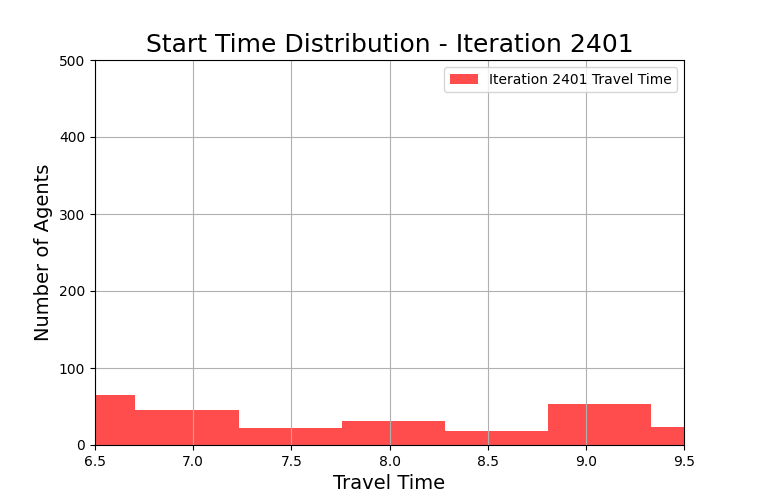 Start Time Distribution - Iteration 2401
Iteration 2401 Travel Time
Number of Agents
500
400
300
200
100
0
6.5 7.0 7.5 8.0 8.5 9.0 9.5
Travel Time